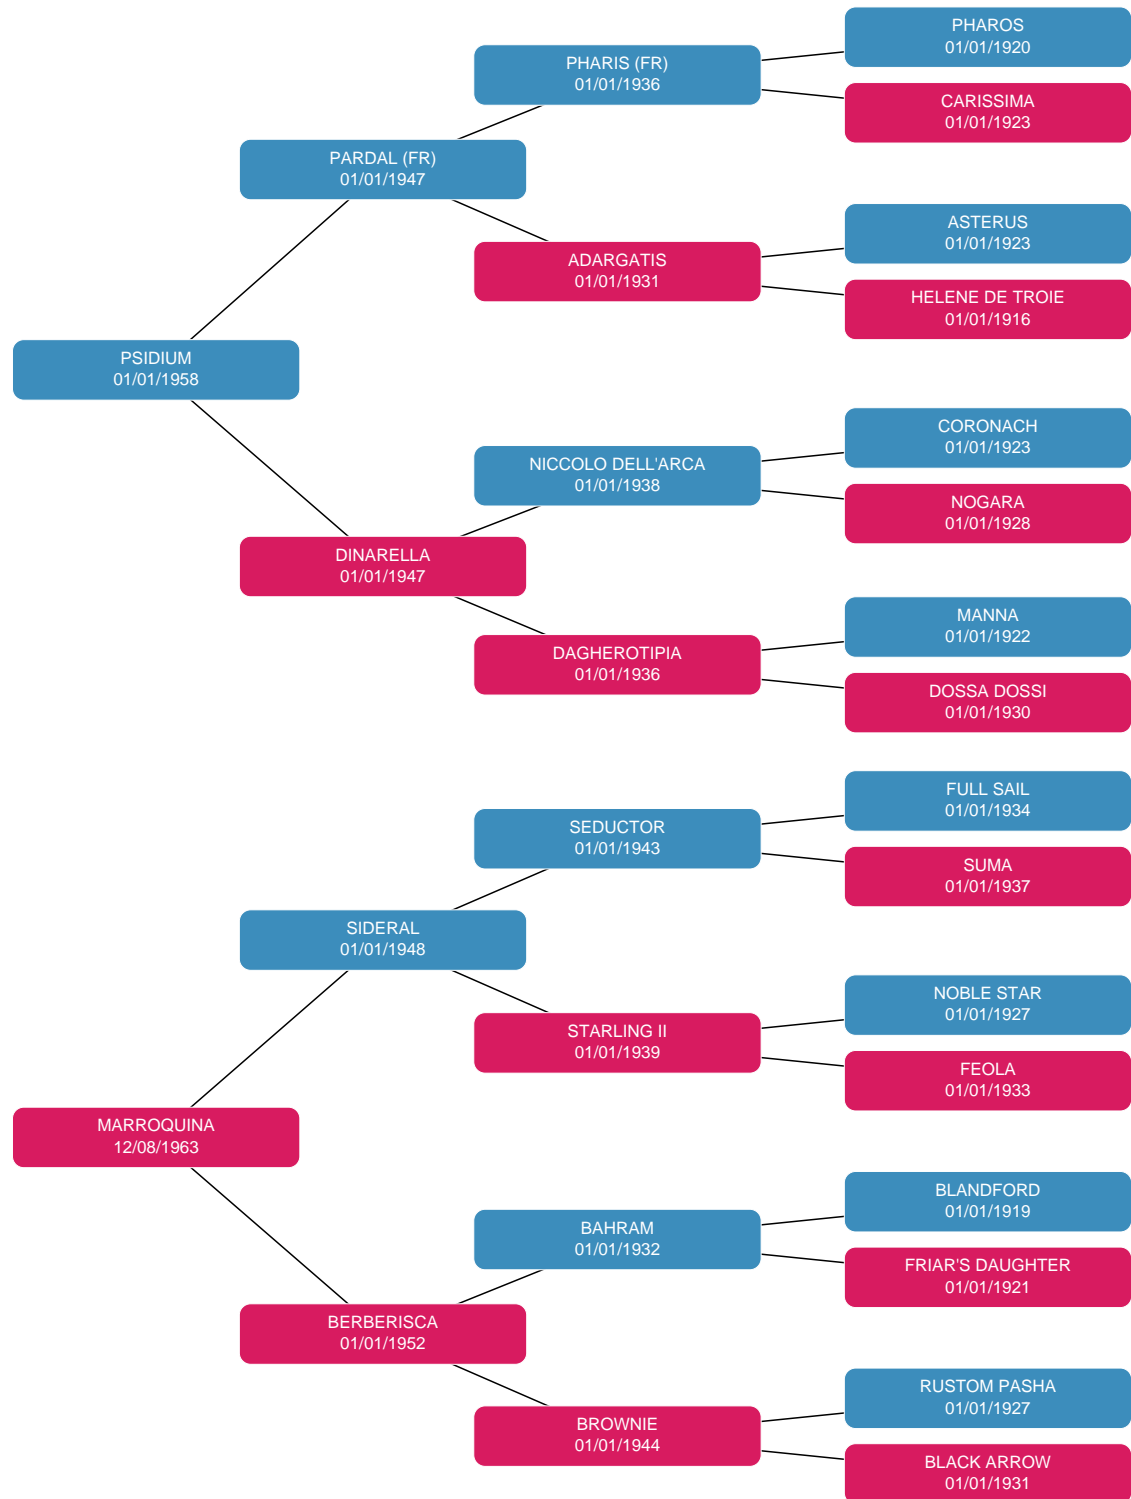 PHAROS
01/01/1920
PHARIS (FR)
01/01/1936
CARISSIMA
01/01/1923
PARDAL (FR)
01/01/1947
ASTERUS
01/01/1923
ADARGATIS
01/01/1931
HELENE DE TROIE
01/01/1916
PSIDIUM
01/01/1958
CORONACH
01/01/1923
NICCOLO DELL'ARCA
01/01/1938
NOGARA
01/01/1928
DINARELLA
01/01/1947
MANNA
01/01/1922
DAGHEROTIPIA
01/01/1936
DOSSA DOSSI
01/01/1930
FULL SAIL
01/01/1934
SEDUCTOR
01/01/1943
SUMA
01/01/1937
SIDERAL
01/01/1948
NOBLE STAR
01/01/1927
STARLING II
01/01/1939
FEOLA
01/01/1933
MARROQUINA
12/08/1963
BLANDFORD
01/01/1919
BAHRAM
01/01/1932
FRIAR'S DAUGHTER
01/01/1921
BERBERISCA
01/01/1952
RUSTOM PASHA
01/01/1927
BROWNIE
01/01/1944
BLACK ARROW
01/01/1931